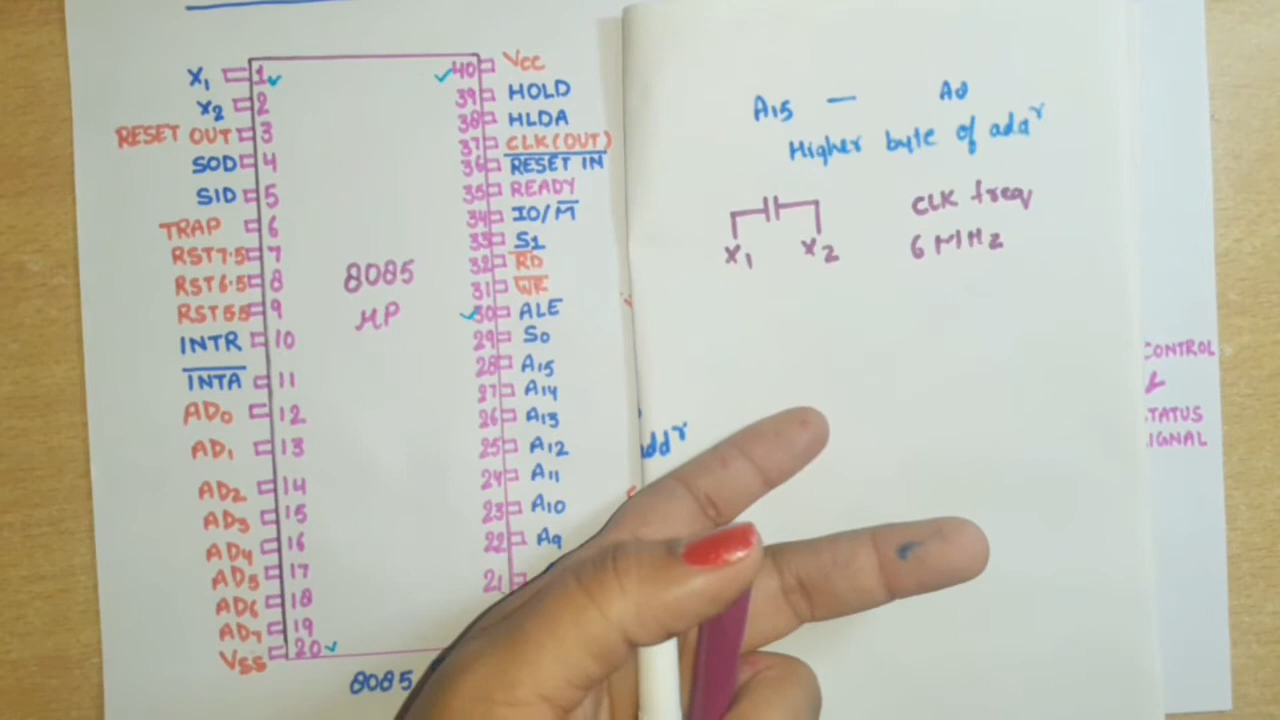 X1 1 40 Vcc
X2 2 39 HOLD
RESET OUT 3 38 HLDA
SOD 4 37 CLK(OUT)
SID 5 36 RESET IN
TRAP 6 35 READY
RST7.5 7 34 IO/M
RST6.5 8 33 S1
RST5.5 9 32 RD
INTR 10 31 WR
INTA 11 30 ALE
AD0 12 29 S0
AD1 13 28 A15
AD2 14 27 A14
AD3 15 26 A13
AD4 16 25 A12
AD5 17 24 A11
AD6 18 23 A10
AD7 19 22 A9
Vss 20 21
8085
μP
8085
A15 — A8
Higher byte of addr
X1 X2
CLK freq
6 MHz
addr
CONTROL
&
TATUS
IGNAL